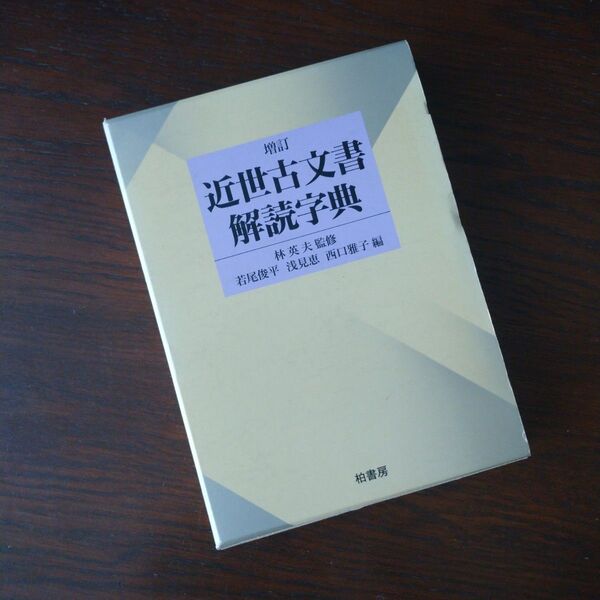 増訂
近世古文書
解読字典
林英夫監修
若尾俊平 浅見恵 西口雅子 編
柏書房